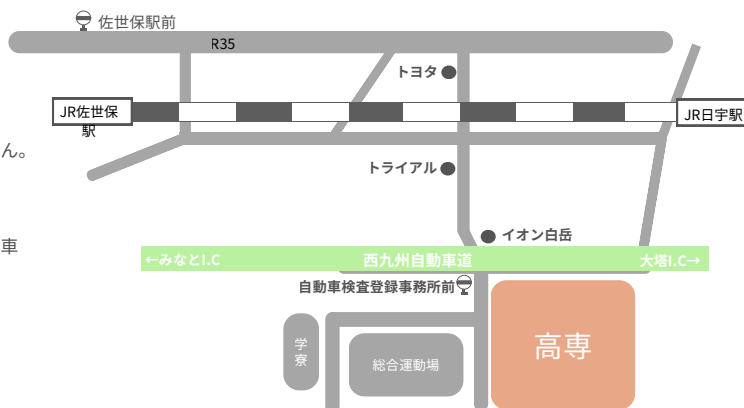 佐世保駅前
R35
トヨタ
JR佐世保
駅
JR日宇駅
ん。
トライアル
イオン白岳
車
←みなとI.C
西九州自動車道
大塔I.C→
自動車検査登録事務所前
学
寮
総合運動場
高専